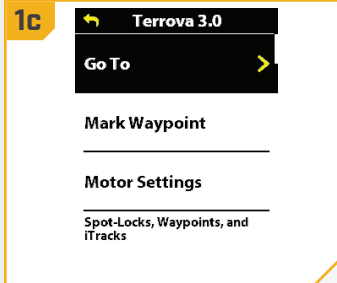 1c
Terrova 3.0
Go To
Mark Waypoint
Motor Settings
Spot-Locks, Waypoints, and
iTracks